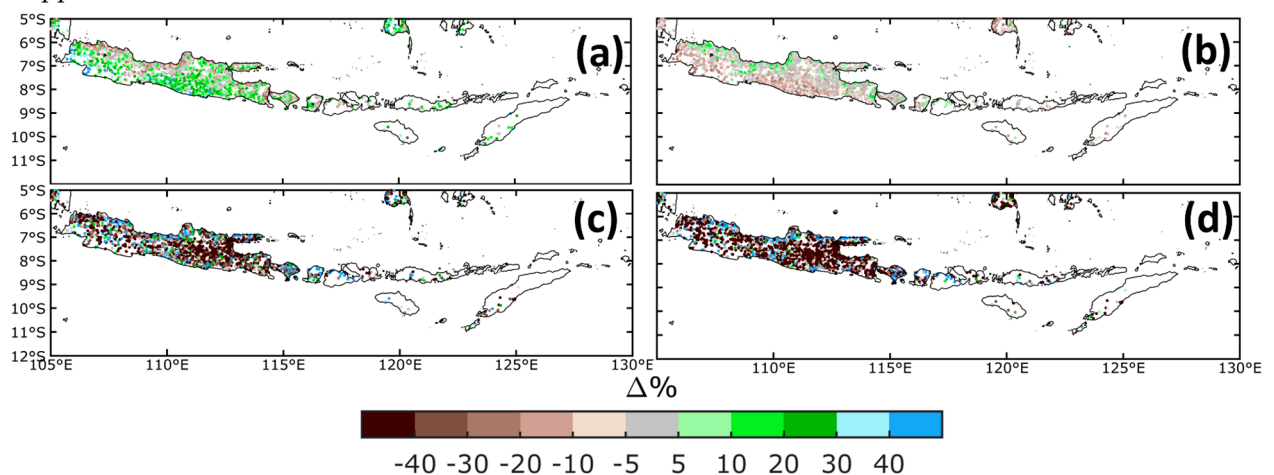 5°S
6°S
7°S
8°S
9°S
10°S
11°S
(a)
(b)
5°S
6°S
7°S
8°S
9°S
10°S
11°S
12°S
(c)
(d)
105°E 110°E 115°E 120°E 125°E 130°E
110°E 115°E 120°E 125°E 130°E
Δ%
-40 -30 -20 -10 -5 5 10 20 30 40